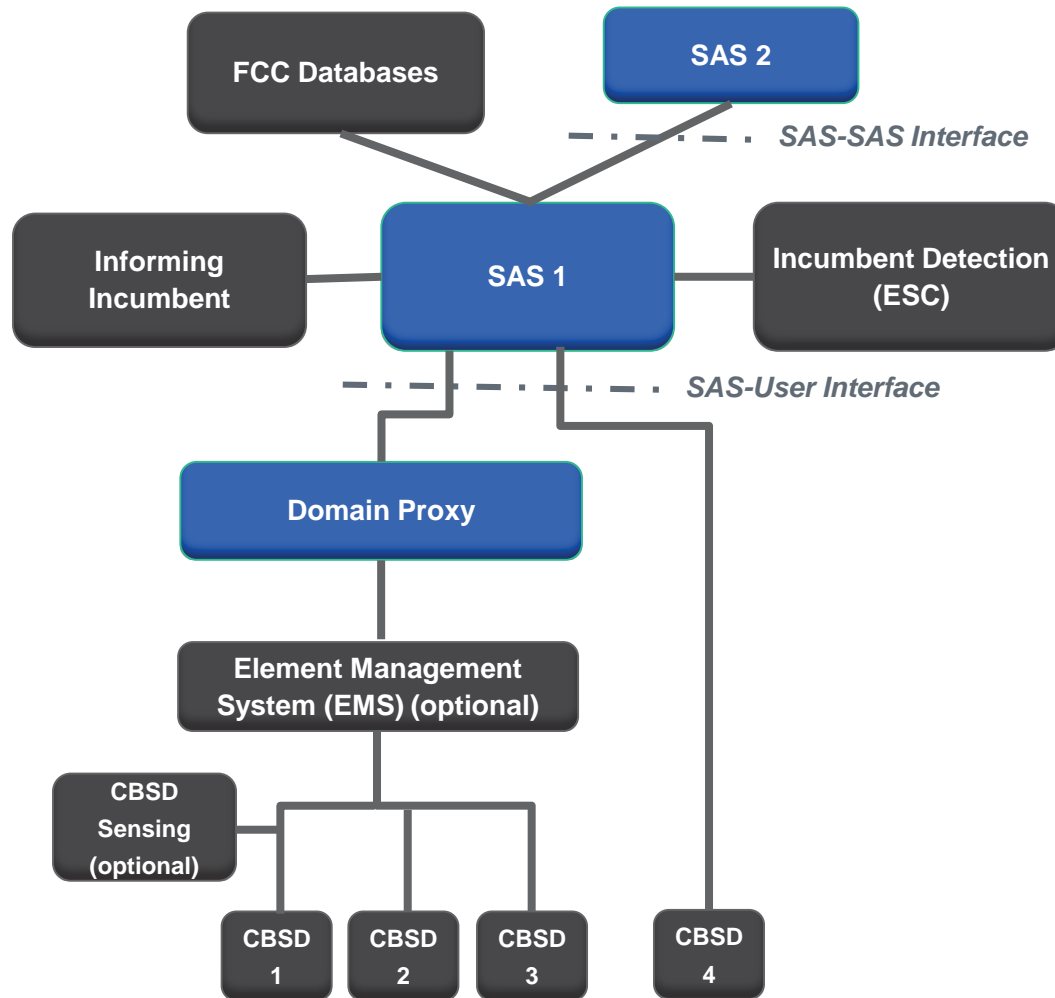 FCC Databases
SAS 2
SAS-SAS Interface
Informing
Incumbent
SAS 1
Incumbent Detection
(ESC)
SAS-User Interface
Domain Proxy
Element Management
System (EMS) (optional)
CBSD
Sensing
(optional)
CBSD
1
CBSD
2
CBSD
3
CBSD
4